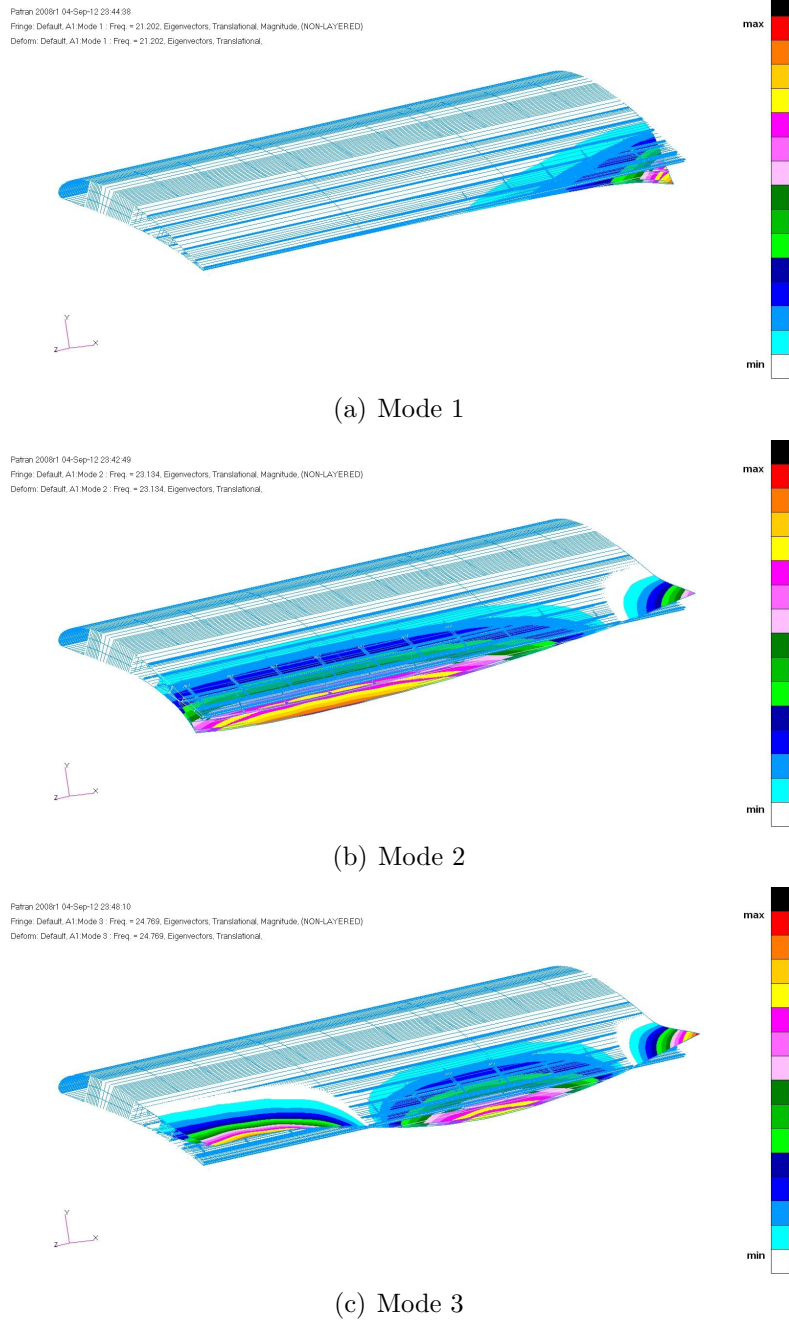 Patran 2008r1 04-Sep-12 23:44:38
Fringe: Default, A1:Mode 1 : Freq. = 21.202, Eigenvectors, Translational, Magnitude, (NON-LAYERED)
Deform: Default, A1:Mode 1 : Freq. = 21.202, Eigenvectors, Translational,
max
min
Y
Z X
(a) Mode 1
Patran 2008r1 04-Sep-12 23:42:49
Fringe: Default, A1:Mode 2 : Freq. = 23.134, Eigenvectors, Translational, Magnitude, (NON-LAYERED)
Deform: Default, A1:Mode 2 : Freq. = 23.134, Eigenvectors, Translational,
max
min
Y
Z X
(b) Mode 2
Patran 2008r1 04-Sep-12 23:48:10
Fringe: Default, A1:Mode 3 : Freq. = 24.769, Eigenvectors, Translational, Magnitude, (NON-LAYERED)
Deform: Default, A1:Mode 3 : Freq. = 24.769, Eigenvectors, Translational,
max
min
Y
Z X
(c) Mode 3